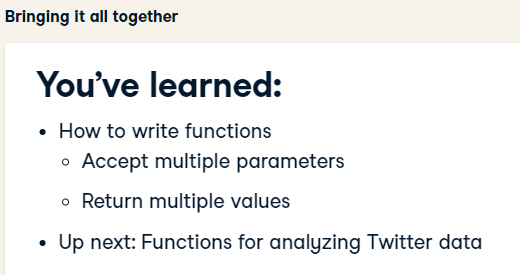 Bringing it all together
You've learned:
• How to write functions
◦ Accept multiple parameters
◦ Return multiple values
• Up next: Functions for analyzing Twitter data